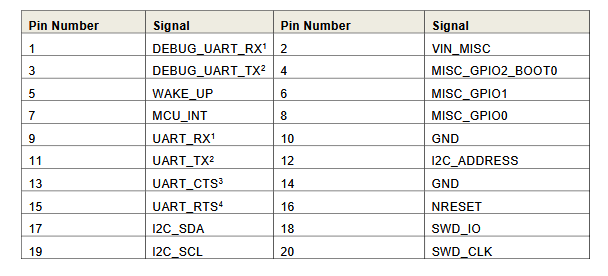 Pin Number Signal Pin Number Signal
1 DEBUG_UART_RX¹ 2 VIN_MISC
3 DEBUG_UART_TX² 4 MISC_GPIO2_BOOT0
5 WAKE_UP 6 MISC_GPIO1
7 MCU_INT 8 MISC_GPIO0
9 UART_RX¹ 10 GND
11 UART_TX² 12 I2C_ADDRESS
13 UART_CTS³ 14 GND
15 UART_RTS⁴ 16 NRESET
17 I2C_SDA 18 SWD_IO
19 I2C_SCL 20 SWD_CLK